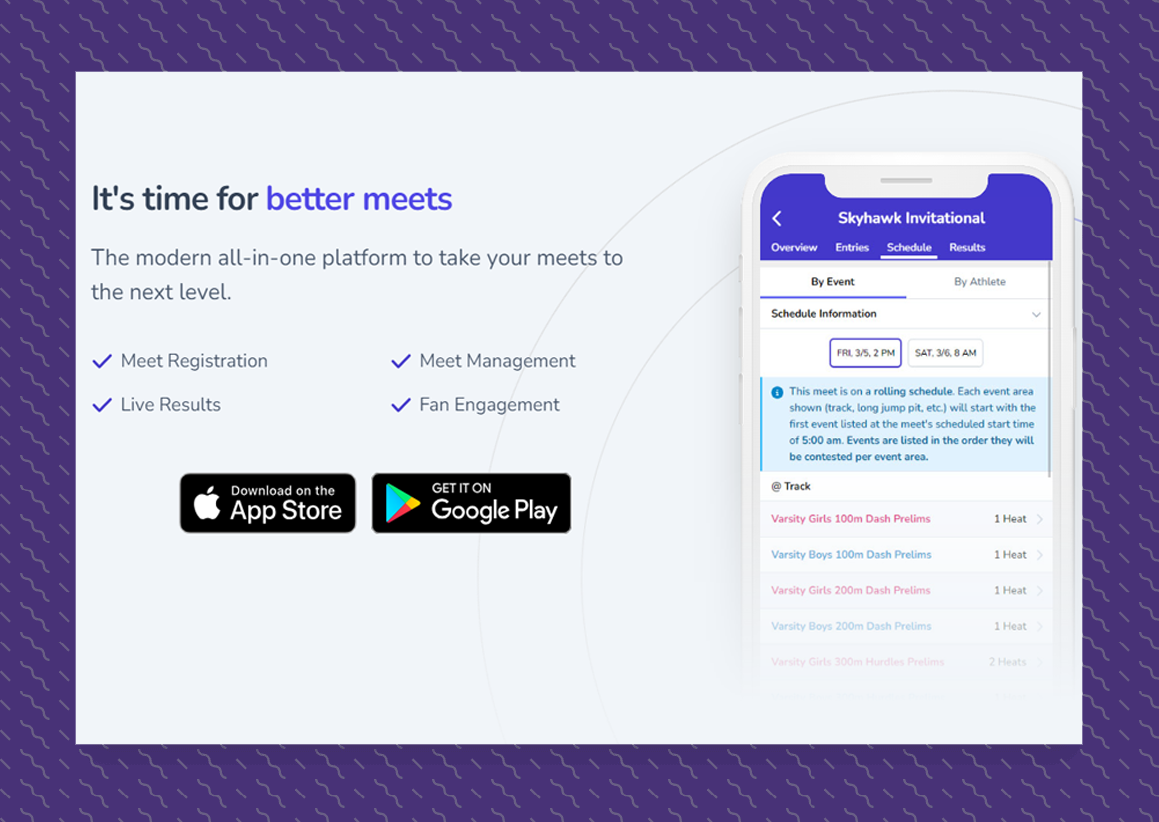 It's time for better meets
The modern all-in-one platform to take your meets to
the next level.
Meet Registration
Meet Management
Live Results
Fan Engagement
Download on the
App Store
GET IT ON
Google Play
Skyhawk Invitational
Overview Entries Schedule Results
By Event By Athlete
Schedule Information
FRI, 3/5, 2 PM SAT, 3/6, 8 AM
This meet is on a rolling schedule. Each event area
shown (track, long jump pit, etc.) will start with the
first event listed at the meet's scheduled start time
of 5:00 am. Events are listed in the order they will
be contested per event area.
@ Track
Varsity Girls 100m Dash Prelims 1 Heat
Varsity Boys 100m Dash Prelims 1 Heat
Varsity Girls 200m Dash Prelims 1 Heat
Varsity Boys 200m Dash Prelims 1 Heat
Varsity Girls 300m Hurdles Prelims 2 Heats